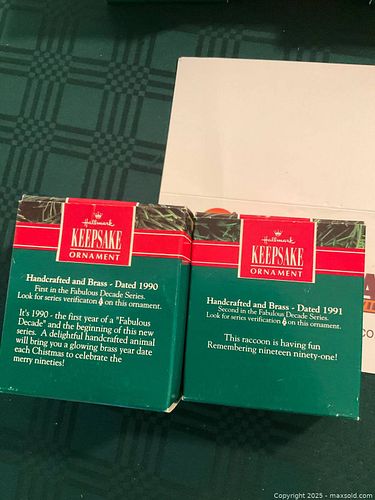 Hallmark
KEEPSAKE
ORNAMENT
Handcrafted and Brass - Dated 1990
First in the Fabulous Decade Series.
Look for series verification on this ornament.
It's 1990 - the first year of a "Fabulous
Decade" and the beginning of this new
series. A delightful handcrafted animal
will bring you a glowing brass year date
each Chistmas to celebrate the
merry nineties!
Hallmark
KEEPSAKE
ORNAMENT
Handcrafted and Brass - Dated 1991
Second in the Fabulous Decade Series.
Look for series verification on this ornament.
This raccoon is having fun
Remembering nineteen ninety-one!
Copyright 2025 - maxsold.com